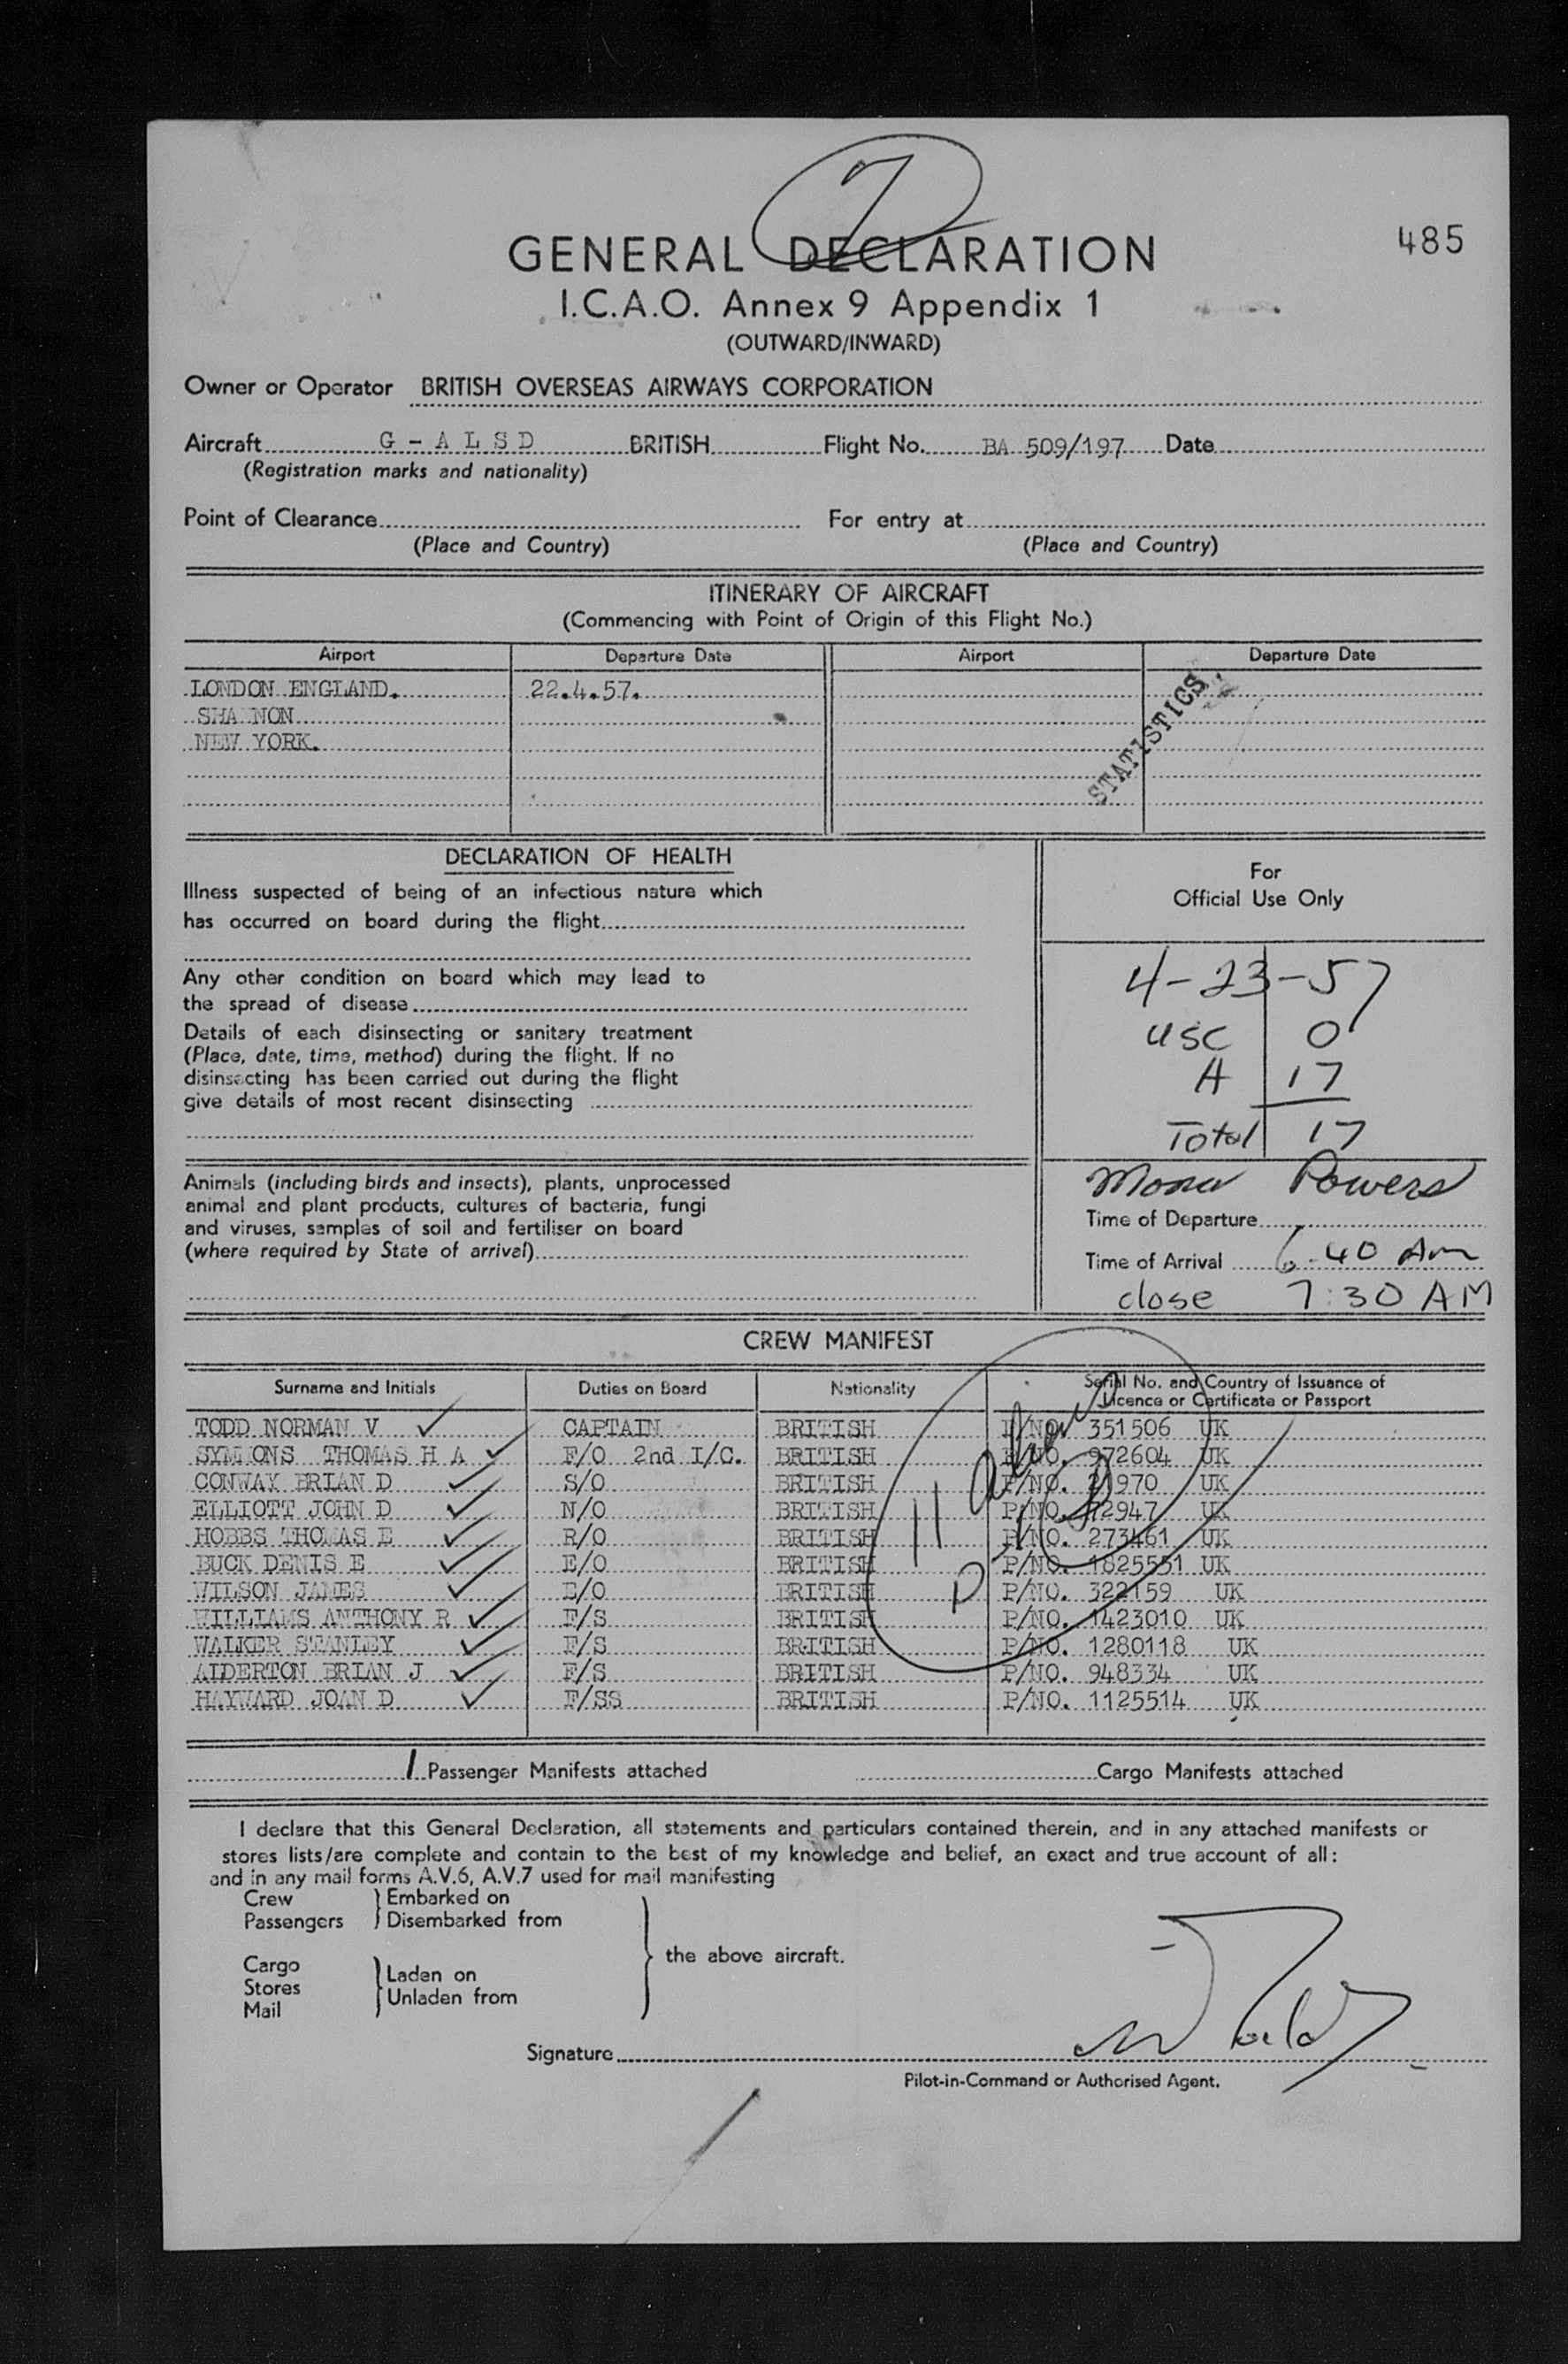 7
485
GENERAL DECLARATION
I.C.A.O. Annex 9 Appendix 1
(OUTWARD/INWARD)
Owner or Operator BRITISH OVERSEAS AIRWAYS CORPORATION
Aircraft G - A L S D BRITISH Flight No. BA 509/197 Date
(Registration marks and nationality)
Point of Clearance For entry at
(Place and Country) (Place and Country)
ITINERARY OF AIRCRAFT
(Commencing with Point of Origin of this Flight No.)
Airport Departure Date Airport Departure Date
LONDON ENGLAND. 22.4.57.
SHA NON
NEW YORK.
STATISTICS
DECLARATION OF HEALTH
Illness suspected of being of an infectious nature which
has occurred on board during the flight
Any other condition on board which may lead to
the spread of disease
Details of each disinsecting or sanitary treatment
(Place, date, time, method) during the flight. If no
disinsecting has been carried out during the flight
give details of most recent disinsecting
Animals (including birds and insects), plants, unprocessed
animal and plant products, cultures of bacteria, fungi
and viruses, samples of soil and fertiliser on board
(where required by State of arrival)
For
Official Use Only
4-23-57
USC 0
A 17
Total 17
Powers
Time of Departure
Time of Arrival 6.40 Am
close 7:30 AM
CREW MANIFEST
Surname and Initials Duties on Board Nationality Serial No. and Country of Issuance of
Licence or Certificate or Passport
TODD NORMAN V CAPTAIN BRITISH P/NO. 351506 UK
SYMMONS THOMAS H A F/O 2nd I/C. BRITISH P/NO. 972604 UK
CONWAY BRIAN D S/O BRITISH P/NO. 21970 UK
ELLIOTT JOHN D N/O BRITISH P/NO. 72947 UK
HOBBS THOMAS E R/O BRITISH P/NO. 273461 UK
BUCK DENIS E E/O BRITISH P/NO. 1825551 UK
WILSON JAMES E/O BRITISH P/NO. 322159 UK
WILLIAMS ANTHONY R F/S BRITISH P/NO. 1423010 UK
WALKER STANLEY F/S BRITISH P/NO. 1280118 UK
ALDERTON BRIAN J F/S BRITISH P/NO. 948334 UK
HAYWARD JOAN D F/SS BRITISH P/NO. 1125514 UK
11
D
1 Passenger Manifests attached Cargo Manifests attached
I declare that this General Declaration, all statements and particulars contained therein, and in any attached manifests or
stores lists/are complete and contain to the best of my knowledge and belief, an exact and true account of all:
and in any mail forms A.V.6, A.V.7 used for mail manifesting
Crew Embarked on
Passengers Disembarked from
the above aircraft.
Cargo Laden on
Stores Unladen from
Mail
Signature
Pilot-in-Command or Authorised Agent.